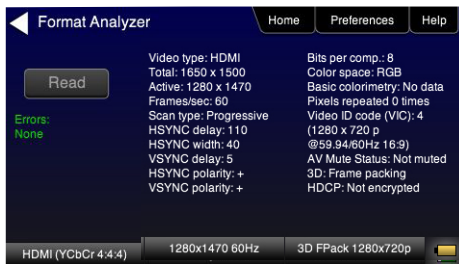 Format Analyzer
Home
Preferences
Help
Read
Errors:
None
Video type: HDMI
Total: 1650 x 1500
Active: 1280 x 1470
Frames/sec: 60
Scan type: Progressive
HSYNC delay: 110
HSYNC width: 40
VSYNC delay: 5
HSYNC polarity: +
VSYNC polarity: +
Bits per comp.: 8
Color space: RGB
Basic colorimetry: No data
Pixels repeated 0 times
Video ID code (VIC): 4
(1280 x 720 p
@59.94/60Hz 16:9)
AV Mute Status: Not muted
3D: Frame packing
HDCP: Not encrypted
HDMI (YCbCr 4:4:4)
1280x1470 60Hz
3D FPack 1280x720p